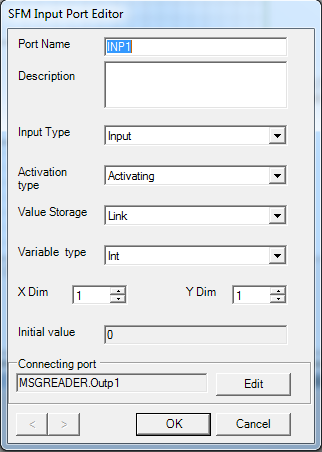 SFM Input Port Editor
Port Name INP1
Description
Input Type Input
Activation
type Activating
Value Storage Link
Variable type Int
X Dim 1 Y Dim 1
Initial value 0
Connecting port
MSGREADER.Outp1 Edit
< > OK Cancel